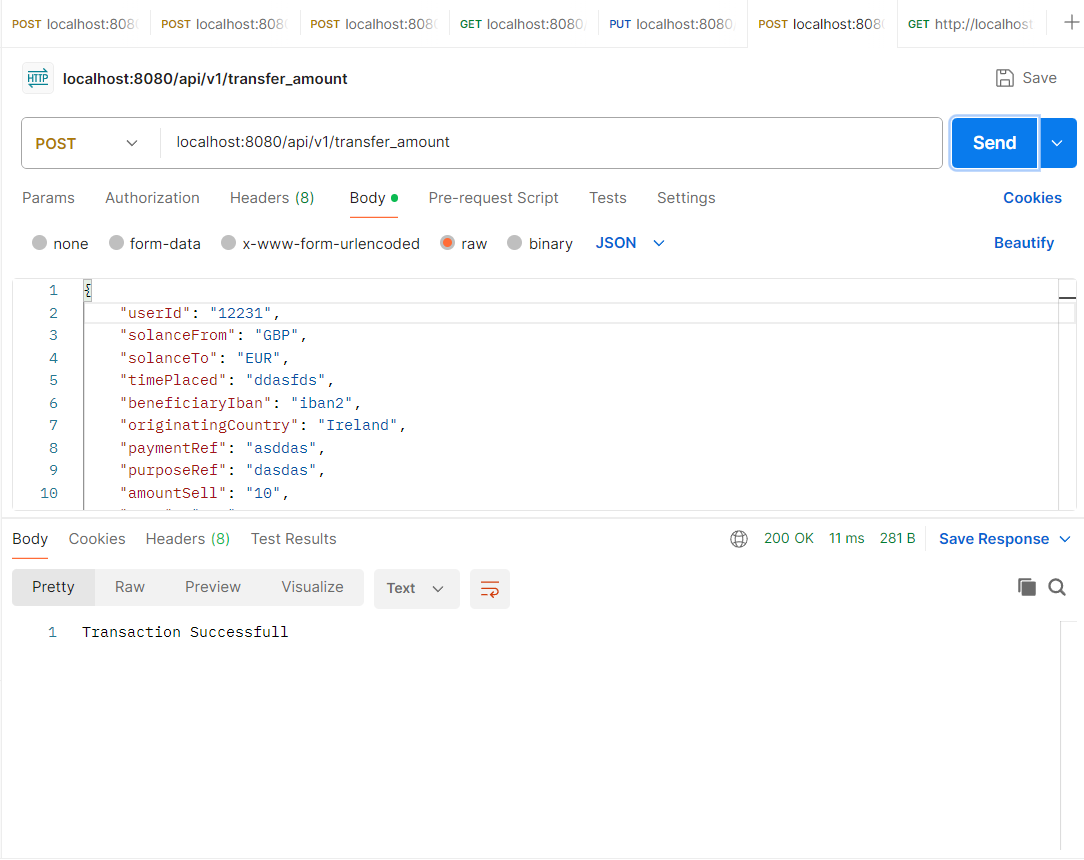 POST localhost:808 POST localhost:808 POST localhost:808 GET localhost:8080/ PUT localhost:8080 POST localhost:808 GET http://localhost
HTTP localhost:8080/api/v1/transfer_amount Save
POST localhost:8080/api/v1/transfer_amount Send
Params Authorization Headers (8) Body Pre-request Script Tests Settings Cookies
none form-data x-www-form-urlencoded raw binary JSON Beautify
1 {
2 "userId": "12231",
3 "solanceFrom": "GBP",
4 "solanceTo": "EUR",
5 "timePlaced": "ddasfds",
6 "beneficiaryIban": "iban2",
7 "originatingCountry": "Ireland",
8 "paymentRef": "asddas",
9 "purposeRef": "dasdas",
10 "amountSell": "10",
Body Cookies Headers (8) Test Results 200 OK 11 ms 281 B Save Response
Pretty Raw Preview Visualize Text
1 Transaction Successfull